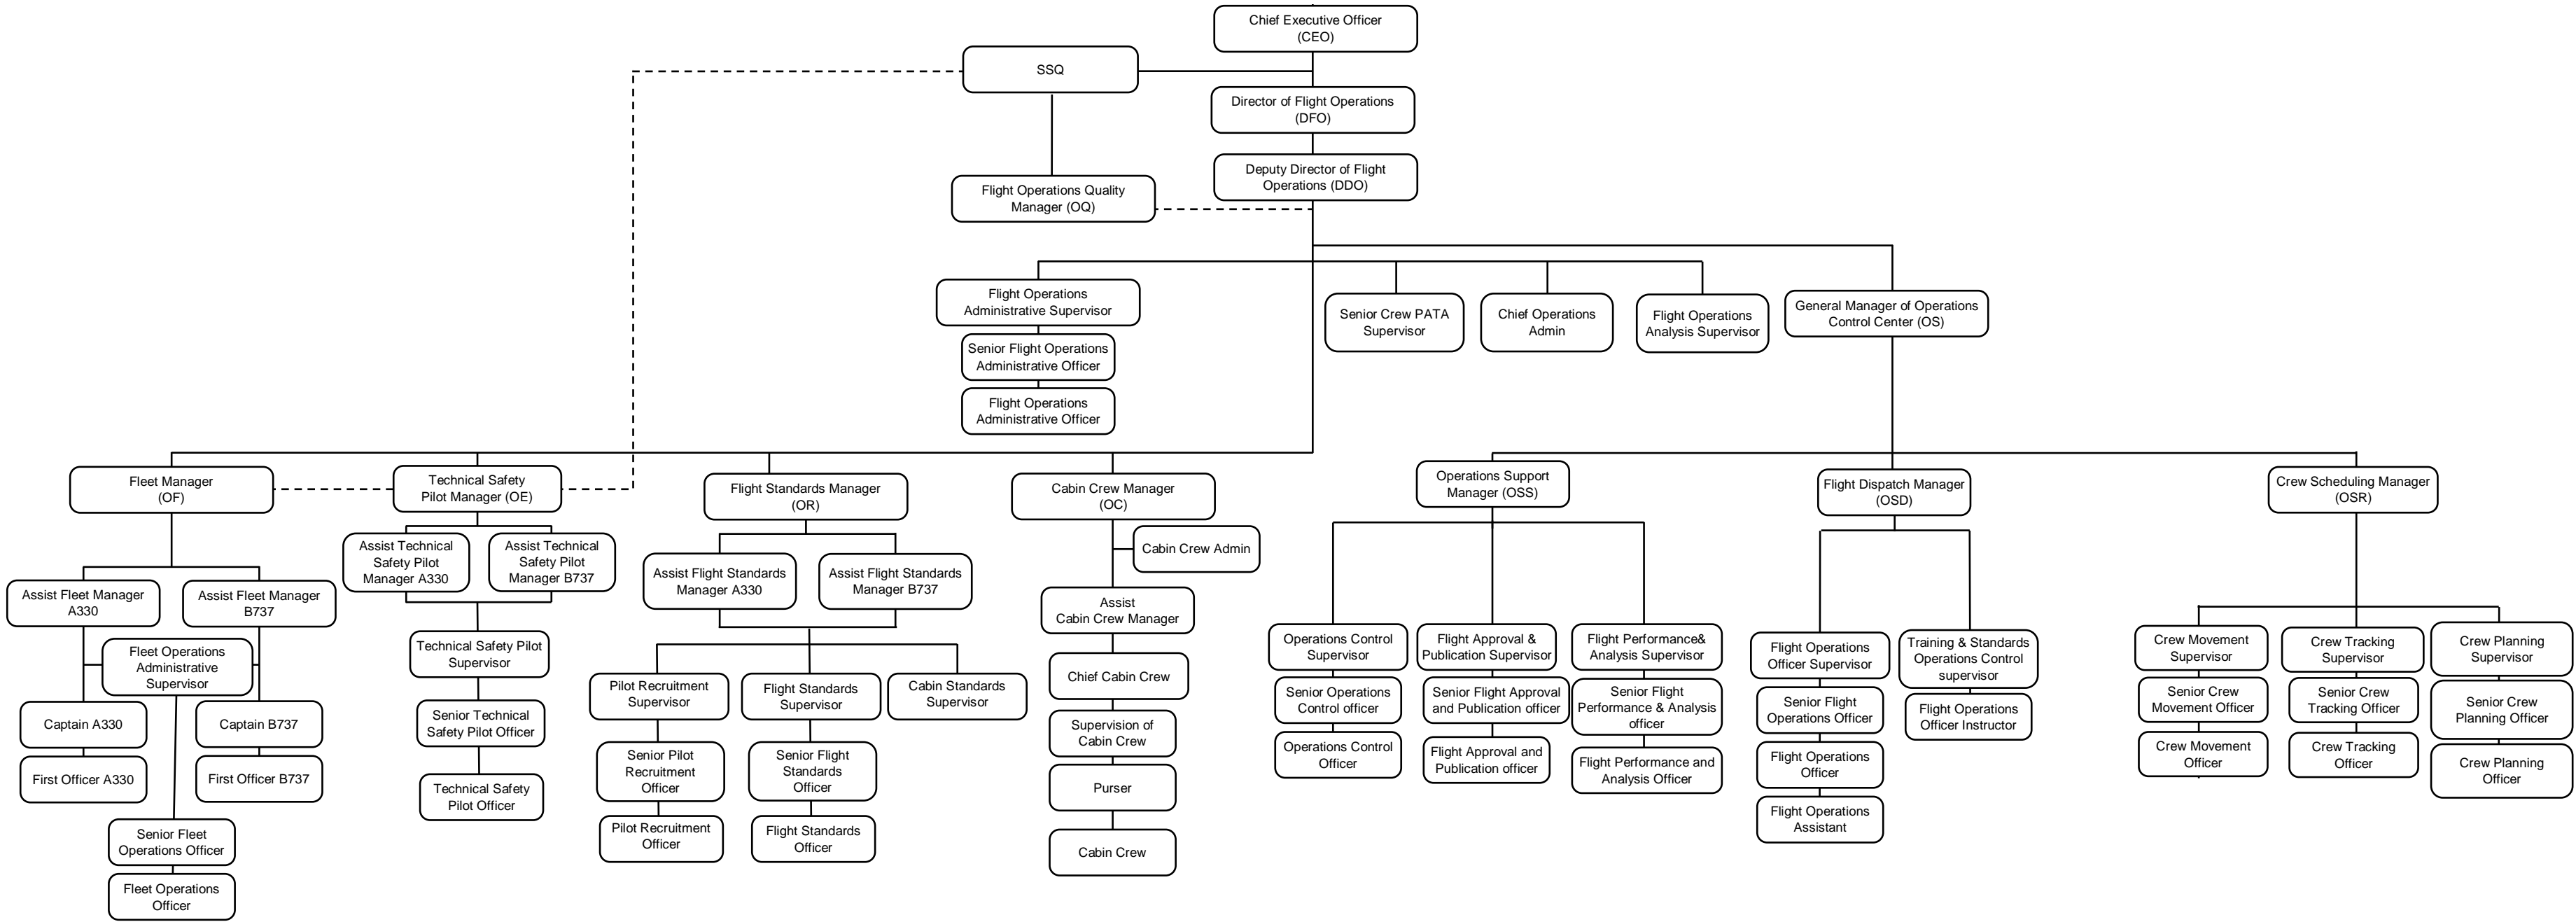 Chief Executive Officer
(CEO)
SSQ
Director of Flight Operations
(DFO)
Deputy Director of Flight
Operations (DDO)
Flight Operations Quality
Manager (OQ)
Flight Operations
Administrative Supervisor
Senior Flight Operations
Administrative Officer
Flight Operations
Administrative Officer
Senior Crew PATA
Supervisor
Chief Operations
Admin
Flight Operations
Analysis Supervisor
General Manager of Operations
Control Center (OS)
Fleet Manager
(OF)
Assist Fleet Manager
A330
Assist Fleet Manager
B737
Fleet Operations
Administrative
Supervisor
Captain A330
First Officer A330
Captain B737
First Officer B737
Senior Fleet
Operations Officer
Fleet Operations
Officer
Technical Safety
Pilot Manager (OE)
Assist Technical
Safety Pilot
Manager A330
Assist Technical
Safety Pilot
Manager B737
Technical Safety Pilot
Supervisor
Senior Technical
Safety Pilot Officer
Technical Safety
Pilot Officer
Flight Standards Manager
(OR)
Assist Flight Standards
Manager A330
Assist Flight Standards
Manager B737
Pilot Recruitment
Supervisor
Senior Pilot
Recruitment
Officer
Pilot Recruitment
Officer
Flight Standards
Supervisor
Senior Flight
Standards
Officer
Flight Standards
Officer
Cabin Standards
Supervisor
Cabin Crew Manager
(OC)
Cabin Crew Admin
Assist
Cabin Crew Manager
Chief Cabin Crew
Supervision of
Cabin Crew
Purser
Cabin Crew
Operations Support
Manager (OSS)
Operations Control
Supervisor
Senior Operations
Control officer
Operations Control
Officer
Flight Approval &
Publication Supervisor
Senior Flight Approval
and Publication officer
Flight Approval and
Publication officer
Flight Performance&
Analysis Supervisor
Senior Flight
Performance & Analysis
officer
Flight Performance and
Analysis Officer
Flight Dispatch Manager
(OSD)
Flight Operations
Officer Supervisor
Senior Flight
Operations Officer
Flight Operations
Officer
Flight Operations
Assistant
Training & Standards
Operations Control
supervisor
Flight Operations
Officer Instructor
Crew Scheduling Manager
(OSR)
Crew Movement
Supervisor
Senior Crew
Movement Officer
Crew Movement
Officer
Crew Tracking
Supervisor
Senior Crew
Tracking Officer
Crew Tracking
Officer
Crew Planning
Supervisor
Senior Crew
Planning Officer
Crew Planning
Officer